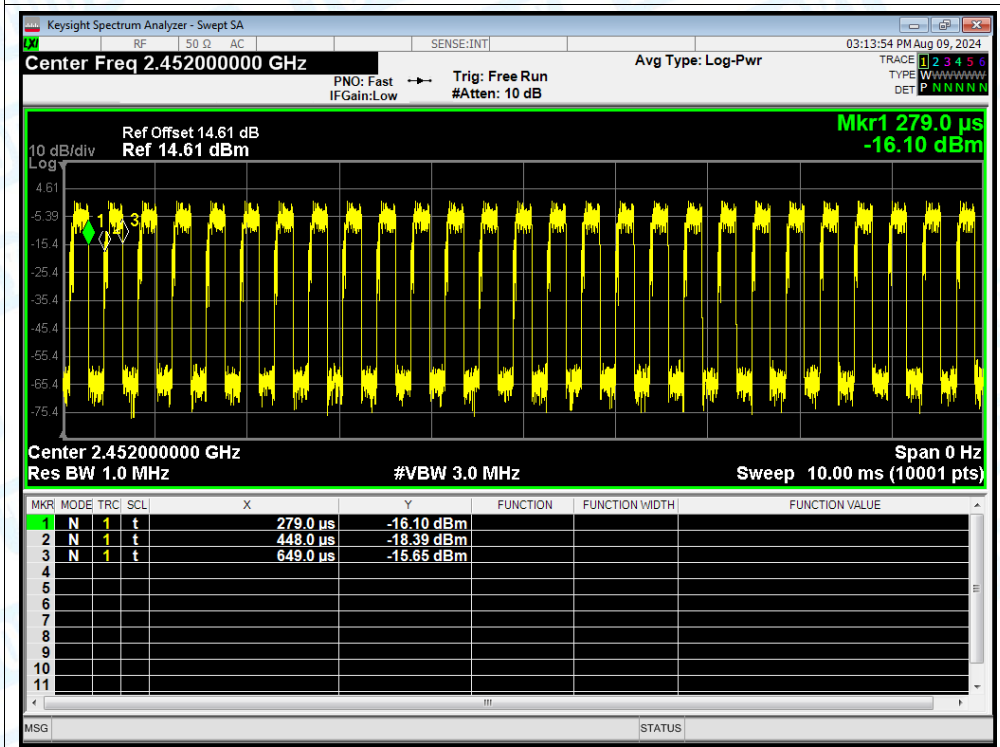 Keysight Spectrum Analyzer - Swept SA
LXI RF 50 Ω AC SENSE:INT 03:13:54 PM Aug 09, 2024
Center Freq 2.452000000 GHz Avg Type: Log-Pwr TRACE 1 2 3 4 5 6
PNO: Fast Trig: Free Run TYPE WWWWWW
IFGain:Low #Atten: 10 dB DET P N N N N N
Mkr1 279.0 µs
Ref Offset 14.61 dB
10 dB/div Ref 14.61 dBm -16.10 dBm
Log
4.61
-5.39
1 2 3
-15.4
-25.4
-35.4
-45.4
-55.4
-65.4
-75.4
Center 2.452000000 GHz Span 0 Hz
Res BW 1.0 MHz #VBW 3.0 MHz Sweep 10.00 ms (10001 pts)
MKR MODE TRC SCL X Y FUNCTION FUNCTION WIDTH FUNCTION VALUE
1 N 1 t 279.0 µs -16.10 dBm
2 N 1 t 448.0 µs -18.39 dBm
3 N 1 t 649.0 µs -15.65 dBm
4
5
6
7
8
9
10
11
MSG STATUS